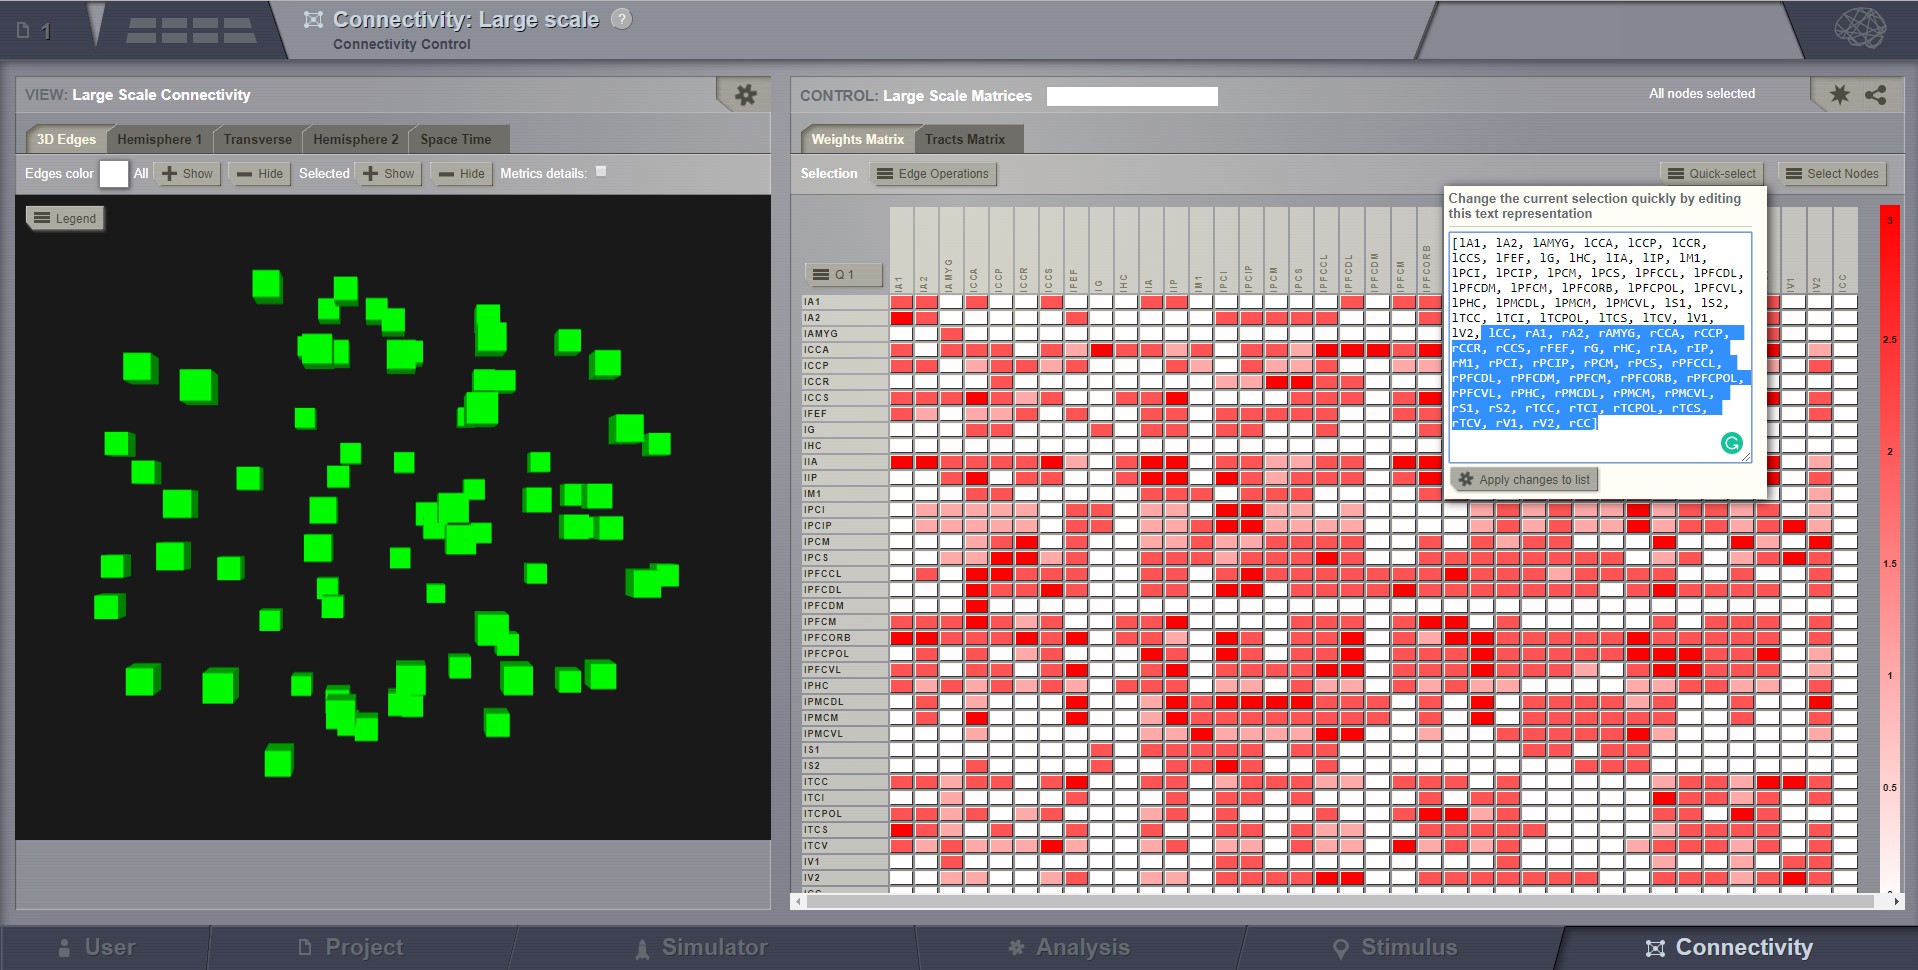 1
Connectivity: Large scale ?
Connectivity Control
VIEW: Large Scale Connectivity
3D Edges
Hemisphere 1
Transverse
Hemisphere 2
Space Time
Edges color
All
Show
Hide
Selected
Show
Hide
Metrics details:
Legend
CONTROL: Large Scale Matrices
All nodes selected
Weights Matrix
Tracts Matrix
Selection
Edge Operations
Quick-select
Select Nodes
Change the current selection quickly by editing
this text representation
[lA1, lA2, lAMYG, lCCA, lCCP, lCCR,
lCCS, lFEF, lG, lHC, lIA, lIP, lM1,
lPCI, lPCIP, lPCM, lPCS, lPFCCL, lPFCDL,
lPFCDM, lPFCM, lPFCORB, lPFCPOL, lPFCVL,
lPHC, lPMCDL, lPMCM, lPMCVL, lS1, lS2,
lTCC, lTCI, lTCPOL, lTCS, lTCV, lV1,
lV2, lCC, rA1, rA2, rAMYG, rCCA, rCCP,
rCCR, rCCS, rFEF, rG, rHC, rIA, rIP,
rM1, rPCI, rPCIP, rPCM, rPCS, rPFCCL,
rPFCDL, rPFCDM, rPFCM, rPFCORB, rPFCPOL,
rPFCVL, rPHC, rPMCDL, rPMCM, rPMCVL,
rS1, rS2, rTCC, rTCI, rTCPOL, rTCS,
rTCV, rV1, rV2, rCC]
Apply changes to list
Q 1
lA1
lA2
lAMYG
lCCA
lCCP
lCCR
lCCS
lFEF
lG
lHC
lIA
lIP
lM1
lPCI
lPCIP
lPCM
lPCS
lPFCCL
lPFCDL
lPFCDM
lPFCM
lPFCORB
lV1
lV2
lCC
lA1
lA2
lAMYG
lCCA
lCCP
lCCR
lCCS
lFEF
lG
lHC
lIA
lIP
lM1
lPCI
lPCIP
lPCM
lPCS
lPFCCL
lPFCDL
lPFCDM
lPFCM
lPFCORB
lPFCPOL
lPFCVL
lPHC
lPMCDL
lPMCM
lPMCVL
lS1
lS2
lTCC
lTCI
lTCPOL
lTCS
lTCV
lV1
lV2
3
2.5
2
1.5
1
0.5
User
Project
Simulator
Analysis
Stimulus
Connectivity